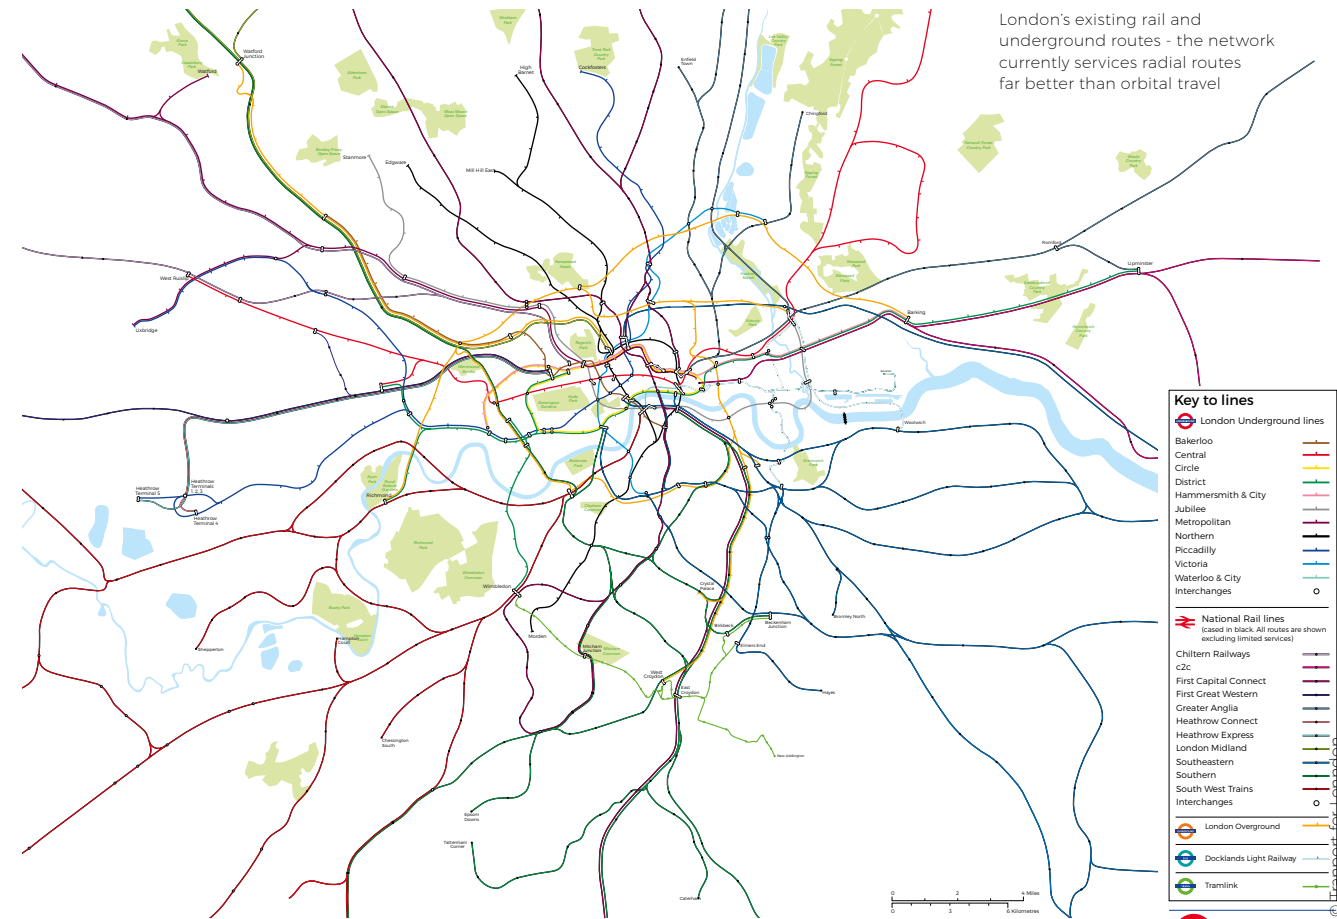 London's existing rail and
underground routes - the network
currently services radial routes
far better than orbital travel
Watford
Junction
Watford
High
Barnet
Cockfosters
Enfield
Town
Chingford
Stanmore
Edgware
Mill Hill East
West Ruislip
Uxbridge
Romford
Upminster
Barking
Woolwich
Heathrow
Terminal 5
Heathrow
Terminals
1, 2, 3
Heathrow
Terminal 4
Richmond
Wimbledon
Morden
Mitcham
Junction
Crystal
Palace
Birkbeck
Beckenham
Junction
Elmers End
Bromley North
Hayes
West
Croydon
East
Croydon
New Addington
Shepperton
Hampton
Court
Chessington
South
Epsom
Downs
Tattenham
Corner
Caterham
Richmond
Park
Wimbledon
Common
Bushy Park
0 2 4 Miles
0 3 6 Kilometres
Key to lines
London Underground lines
Bakerloo
Central
Circle
District
Hammersmith & City
Jubilee
Metropolitan
Northern
Piccadilly
Victoria
Waterloo & City
Interchanges
National Rail lines
(cased in black. All routes are shown
excluding limited services)
Chiltern Railways
c2c
First Capital Connect
First Great Western
Greater Anglia
Heathrow Connect
Heathrow Express
London Midland
Southeastern
Southern
South West Trains
Interchanges
London Overground
Docklands Light Railway
Tramlink